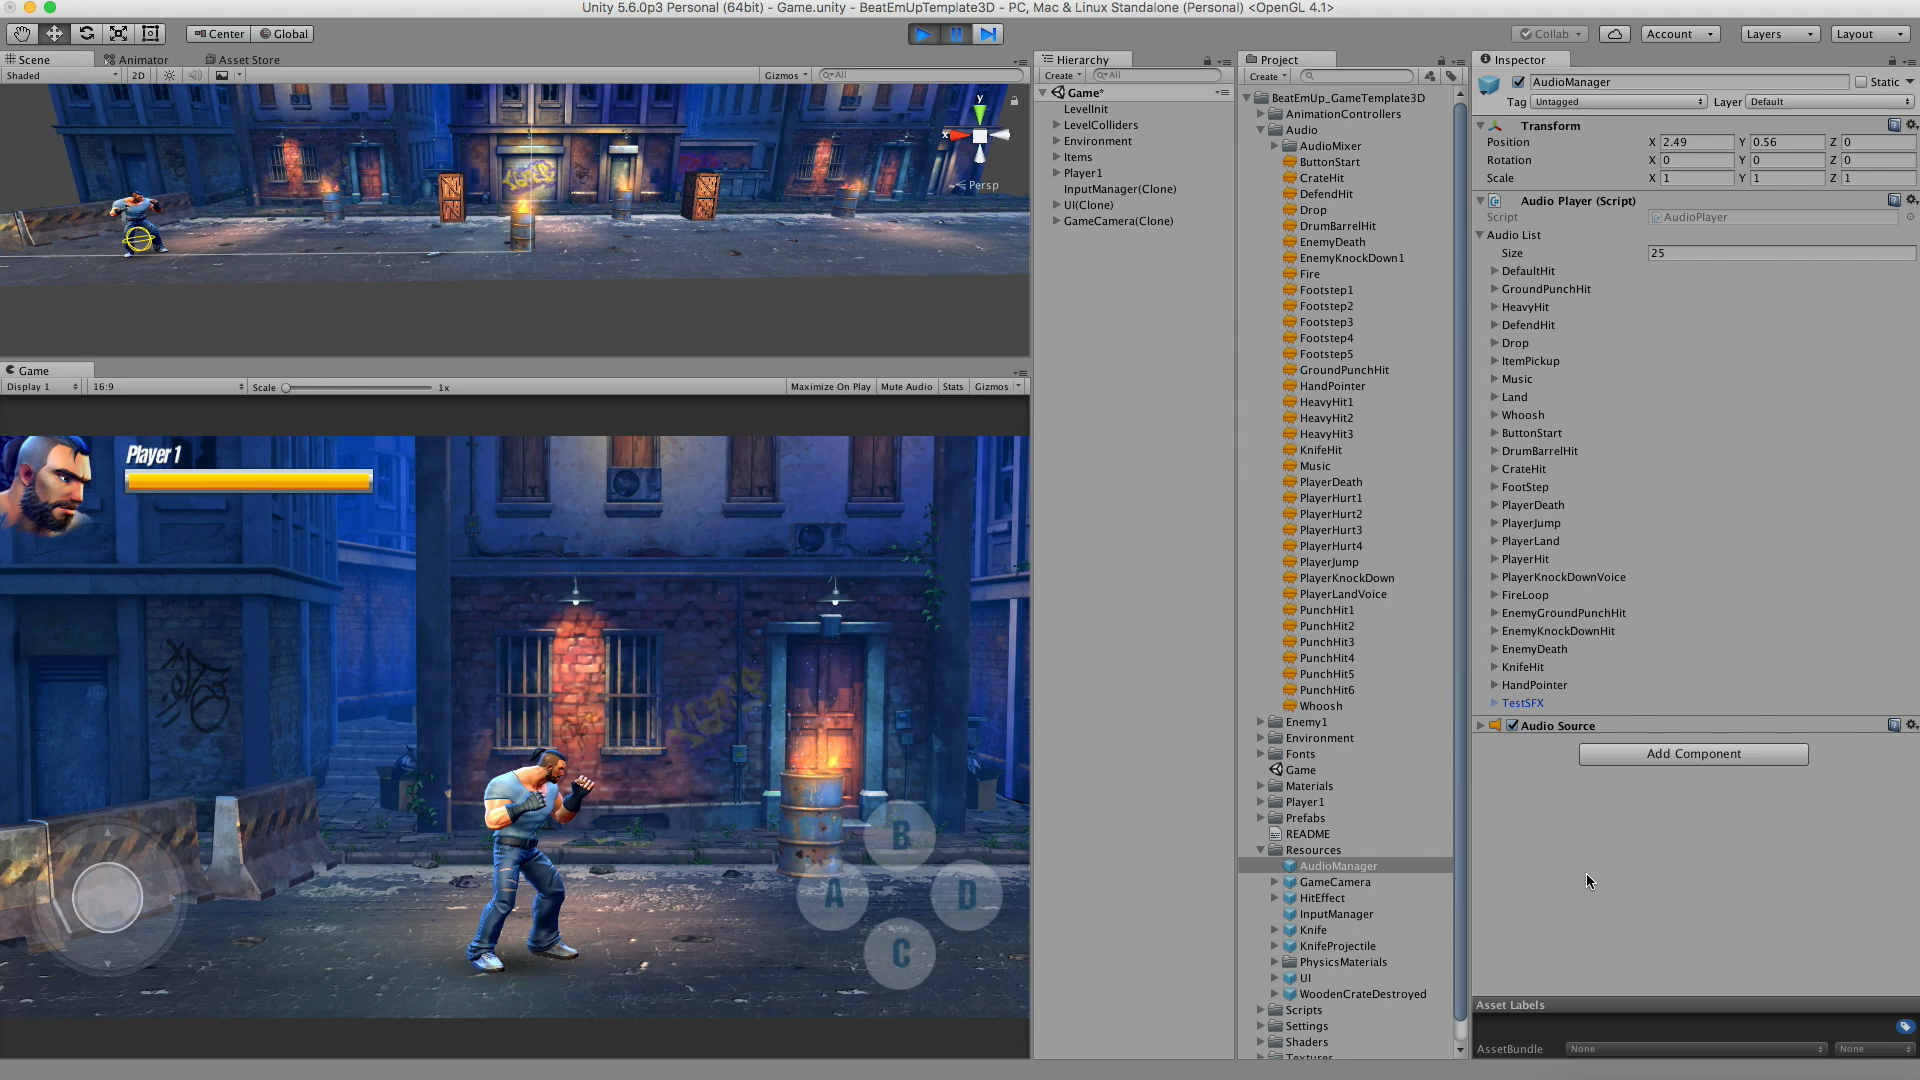 Unity 5.6.0p3 Personal (64bit) - Game.unity - BeatEmUpTemplate3D - PC, Mac & Linux Standalone (Personal) <OpenGL 4.1>
Center Global
Collab Account Layers Layout
Scene Animator Asset Store
Shaded 2D Gizmos All
y
x
Persp
Game
Display 1 16:9 Scale 1x Maximize On Play Mute Audio Stats Gizmos
Player 1
A
B
C
D
Hierarchy
Create All
Game*
LevelInit
LevelColliders
Environment
Items
Player1
InputManager(Clone)
UI(Clone)
GameCamera(Clone)
Project
Create
BeatEmUp_GameTemplate3D
AnimationControllers
Audio
AudioMixer
ButtonStart
CrateHit
DefendHit
Drop
DrumBarrelHit
EnemyDeath
EnemyKnockDown1
Fire
Footstep1
Footstep2
Footstep3
Footstep4
Footstep5
GroundPunchHit
HandPointer
HeavyHit1
HeavyHit2
HeavyHit3
KnifeHit
Music
PlayerDeath
PlayerHurt1
PlayerHurt2
PlayerHurt3
PlayerHurt4
PlayerJump
PlayerKnockDown
PlayerLandVoice
PunchHit1
PunchHit2
PunchHit3
PunchHit4
PunchHit5
PunchHit6
Whoosh
Enemy1
Environment
Fonts
Game
Materials
Player1
Prefabs
README
Resources
AudioManager
GameCamera
HitEffect
InputManager
Knife
KnifeProjectile
PhysicsMaterials
UI
WoodenCrateDestroyed
Scripts
Settings
Shaders
Textures
Inspector
AudioManager Static
Tag Untagged Layer Default
Transform
Position X 2.49 Y 0.56 Z 0
Rotation X 0 Y 0 Z 0
Scale X 1 Y 1 Z 1
Audio Player (Script)
Script AudioPlayer
Audio List
Size 25
DefaultHit
GroundPunchHit
HeavyHit
DefendHit
Drop
ItemPickup
Music
Land
Whoosh
ButtonStart
DrumBarrelHit
CrateHit
FootStep
PlayerDeath
PlayerJump
PlayerLand
PlayerHit
PlayerKnockDownVoice
FireLoop
EnemyGroundPunchHit
EnemyKnockDownHit
EnemyDeath
KnifeHit
HandPointer
TestSFX
Audio Source
Add Component
Asset Labels
AssetBundle None None